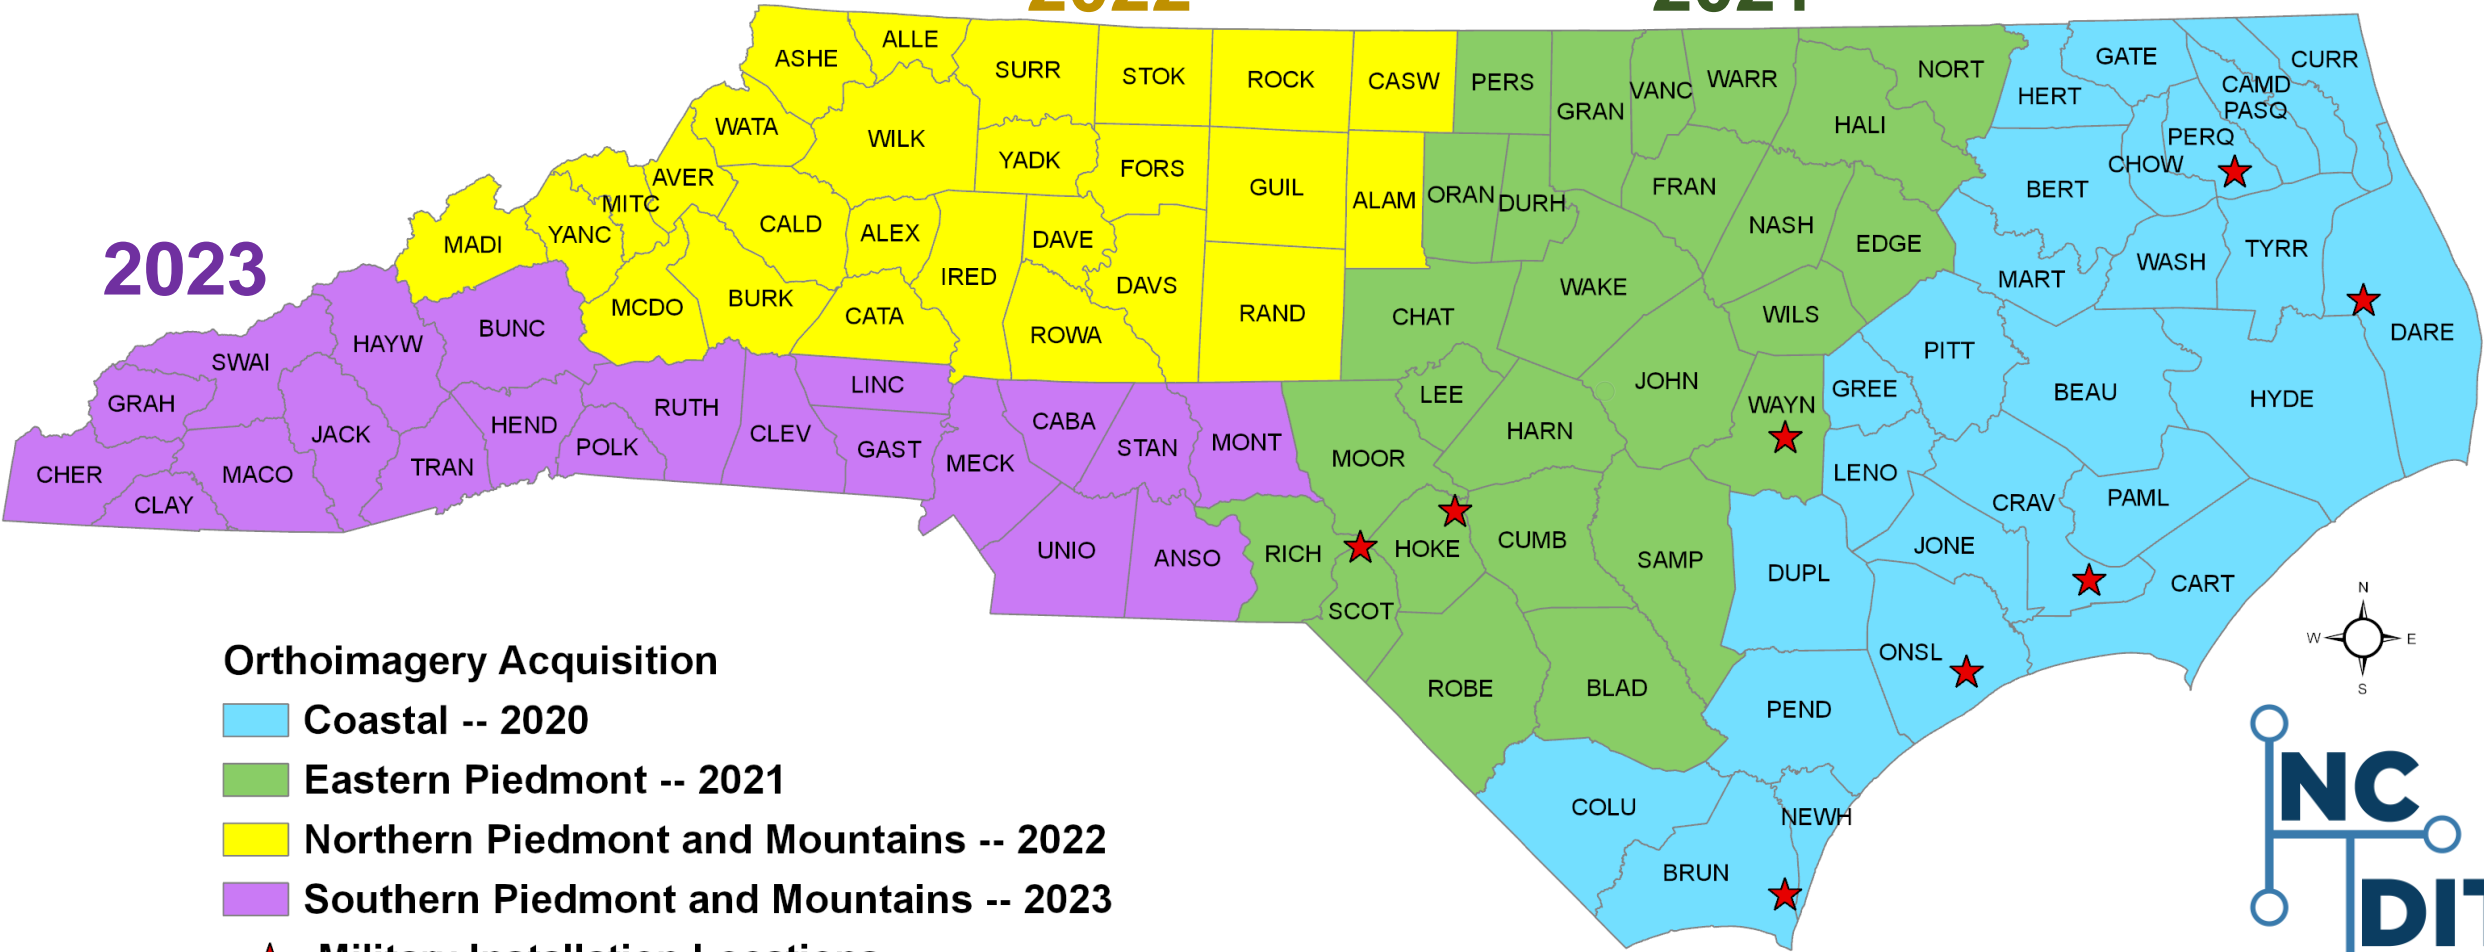 2022
2021
ASHE
ALLE
SURR
STOK
ROCK
CASW
PERS
GRAN
VANC
WARR
HALI
NORT
HERT
GATE
CAMD
PASQ
CURR
PERQ
CHOW
BERT
WATA
WILK
YADK
FORS
GUIL
ALAM
ORAN
DURH
FRAN
NASH
EDGE
MART
WASH
TYRR
DARE
MADI
YANC
MITC
AVER
CALD
ALEX
IRED
DAVE
DAVS
RAND
CHAT
WAKE
WILS
PITT
BEAU
HYDE
2023
MCDO
BURK
CATA
ROWA
BUNC
HAYW
SWAI
GRAH
JACK
CHER
CLAY
MACO
TRAN
HEND
POLK
RUTH
CLEV
LINC
GAST
MECK
CABA
STAN
MONT
UNIO
ANSO
RICH
MOOR
LEE
HARN
JOHN
WAYN
GREE
LENO
CRAV
PAML
JONE
CART
HOKE
SCOT
CUMB
SAMP
DUPL
ONSL
ROBE
BLAD
PEND
COLU
BRUN
NEWH
N
W
E
S
Orthoimagery Acquisition
Coastal -- 2020
Eastern Piedmont -- 2021
Northern Piedmont and Mountains -- 2022
Southern Piedmont and Mountains -- 2023
Military Installation Locations
NC
DIT